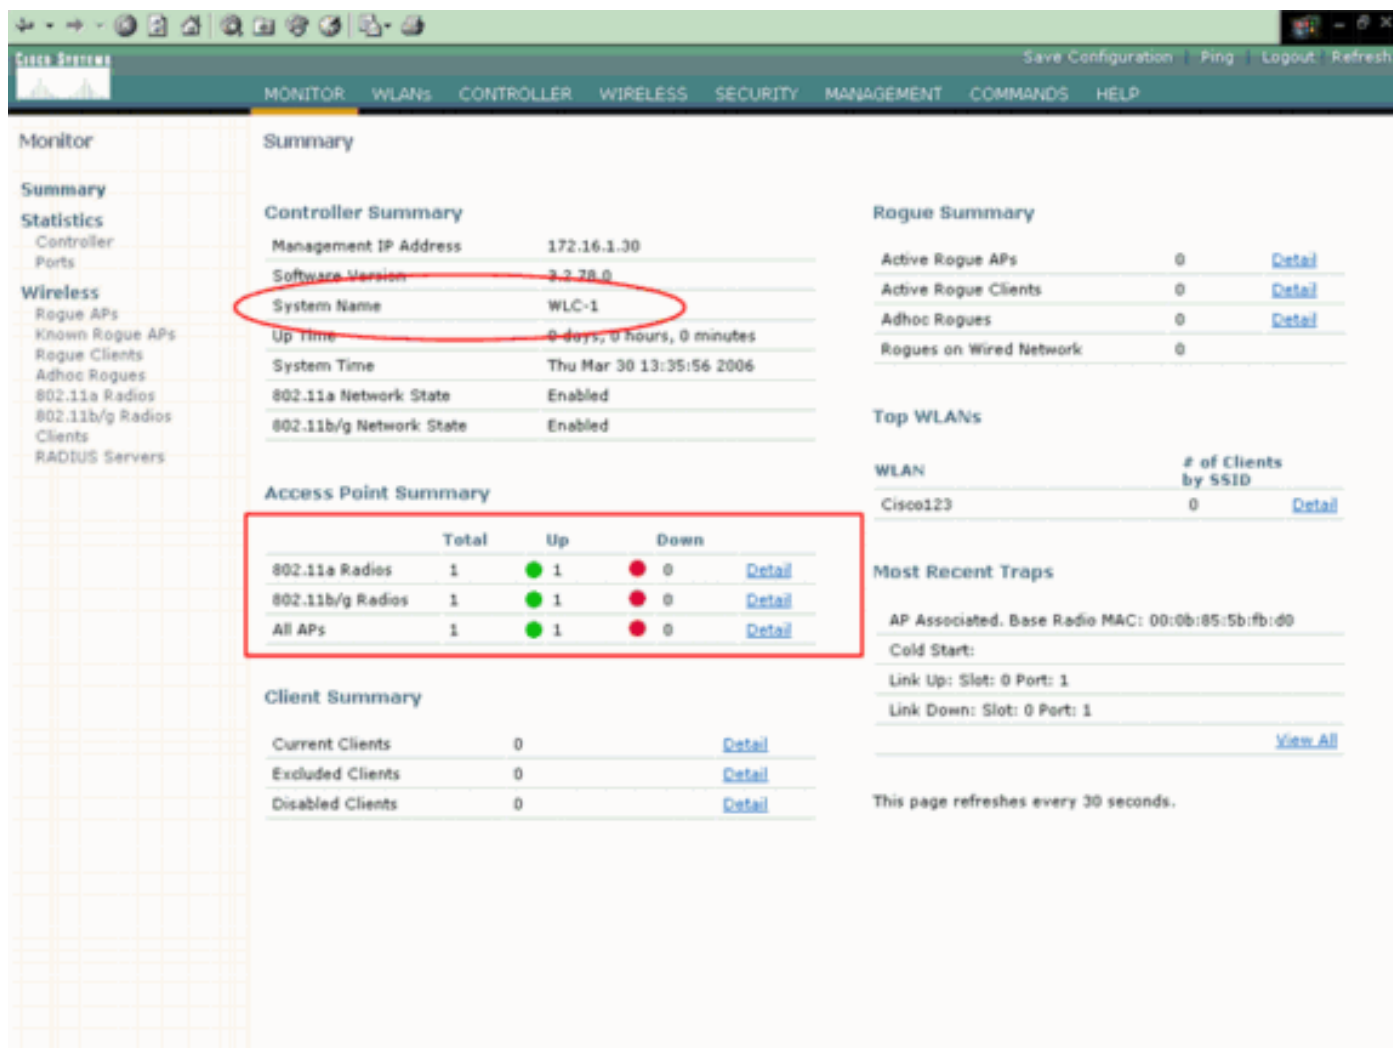 CISCO SYSTEMS
Save Configuration | Ping | Logout | Refresh
MONITOR WLANs CONTROLLER WIRELESS SECURITY MANAGEMENT COMMANDS HELP
Monitor
Summary
Statistics
Controller
Ports
Wireless
Rogue APs
Known Rogue APs
Rogue Clients
Adhoc Rogues
802.11a Radios
802.11b/g Radios
Clients
RADIUS Servers
Summary
Controller Summary
Management IP Address 172.16.1.30
Software Version 3.2.78.0
System Name WLC-1
Up Time 0 days, 0 hours, 0 minutes
System Time Thu Mar 30 13:35:56 2006
802.11a Network State Enabled
802.11b/g Network State Enabled
Access Point Summary
Total Up Down
802.11a Radios 1 1 0 Detail
802.11b/g Radios 1 1 0 Detail
All APs 1 1 0 Detail
Client Summary
Current Clients 0 Detail
Excluded Clients 0 Detail
Disabled Clients 0 Detail
Rogue Summary
Active Rogue APs 0 Detail
Active Rogue Clients 0 Detail
Adhoc Rogues 0 Detail
Rogues on Wired Network 0
Top WLANs
WLAN # of Clients by SSID
Cisco123 0 Detail
Most Recent Traps
AP Associated. Base Radio MAC: 00:0b:85:5b:fb:d0
Cold Start:
Link Up: Slot: 0 Port: 1
Link Down: Slot: 0 Port: 1
View All
This page refreshes every 30 seconds.